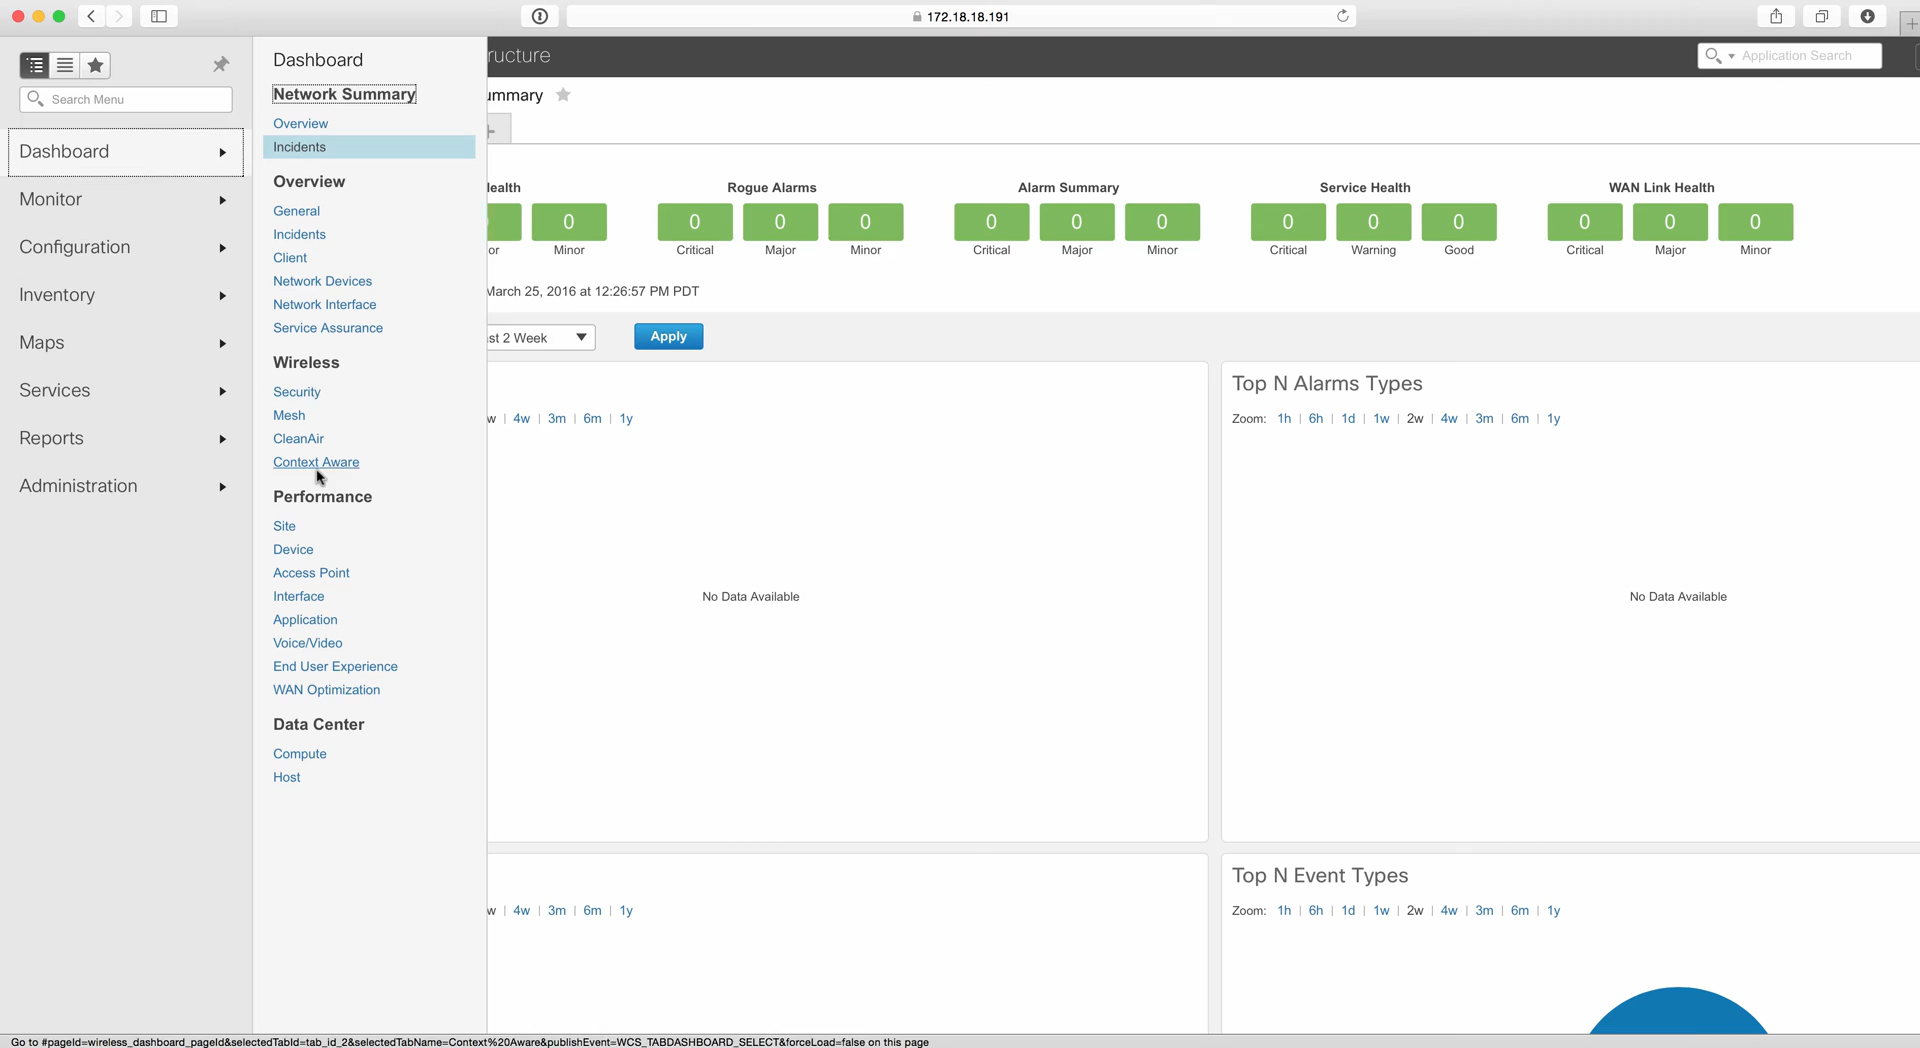 172.18.18.191
Search Menu
Dashboard
Monitor
Configuration
Inventory
Maps
Services
Reports
Administration
Dashboard
Network Summary
Overview
Incidents
Overview
General
Incidents
Client
Network Devices
Network Interface
Service Assurance
Wireless
Security
Mesh
CleanAir
Context Aware
Performance
Site
Device
Access Point
Interface
Application
Voice/Video
End User Experience
WAN Optimization
Data Center
Compute
Host
ructure
Application Search
ummary
lealth
Rogue Alarms
Alarm Summary
Service Health
WAN Link Health
0 0 0 0 0 0 0 0 0 0 0 0 0
or Minor Critical Major Minor Critical Major Minor Critical Warning Good Critical Major Minor
March 25, 2016 at 12:26:57 PM PDT
st 2 Week
Apply
w | 4w | 3m | 6m | 1y
No Data Available
Top N Alarms Types
Zoom: 1h | 6h | 1d | 1w | 2w | 4w | 3m | 6m | 1y
No Data Available
w | 4w | 3m | 6m | 1y
Top N Event Types
Zoom: 1h | 6h | 1d | 1w | 2w | 4w | 3m | 6m | 1y
Go to #pageId=wireless_dashboard_pageId&selectedTabId=tab_id_2&selectedTabName=Context%20Aware&publishEvent=WCS_TABDASHBOARD_SELECT&forceLoad=false on this page